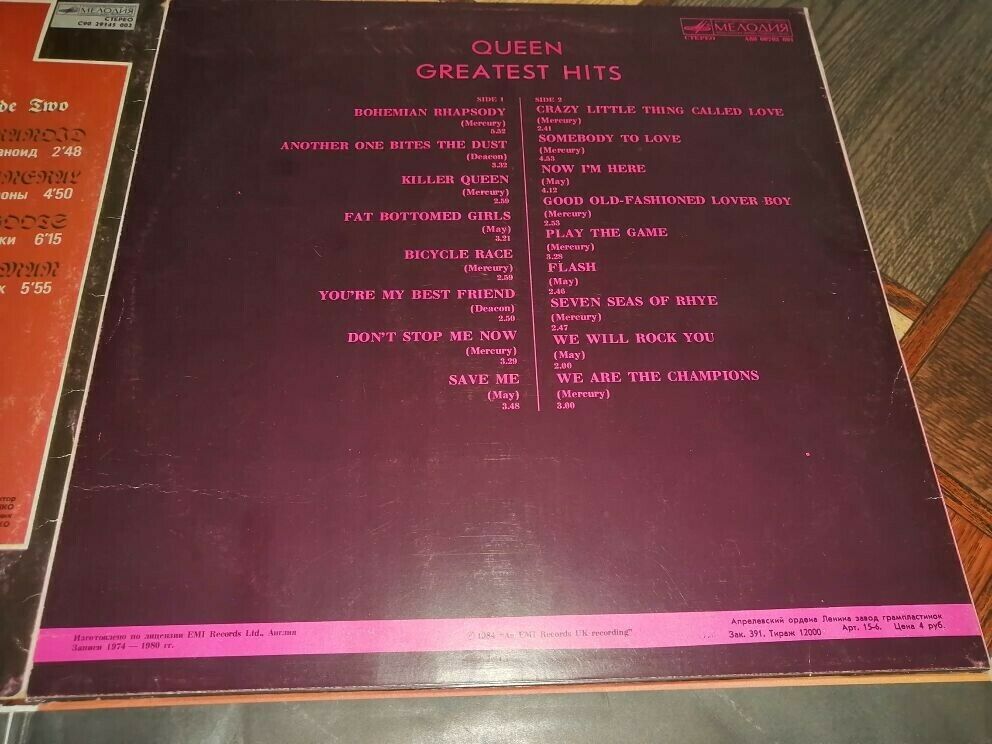 МЕЛОДИЯ
СТЕРЕО
С90 29145 003
de Two
аноид 2'48
оны 4'50
ки 6'15
к 5'55
МЕЛОДИЯ
СТЕРЕО
QUEEN
GREATEST HITS
SIDE 1
BOHEMIAN RHAPSODY
(Mercury)
5.52
ANOTHER ONE BITES THE DUST
(Deacon)
3.32
KILLER QUEEN
(Mercury)
2.59
FAT BOTTOMED GIRLS
(May)
3.21
BICYCLE RACE
(Mercury)
2.59
YOU'RE MY BEST FRIEND
(Deacon)
2.50
DON'T STOP ME NOW
(Mercury)
3.29
SAVE ME
(May)
3.48
SIDE 2
CRAZY LITTLE THING CALLED LOVE
(Mercury)
2.41
SOMEBODY TO LOVE
(Mercury)
4.53
NOW I'M HERE
(May)
4.12
GOOD OLD-FASHIONED LOVER BOY
(Mercury)
2.53
PLAY THE GAME
(Mercury)
3.28
FLASH
(May)
2.46
SEVEN SEAS OF RHYE
(Mercury)
2.47
WE WILL ROCK YOU
(May)
2.00
WE ARE THE CHAMPIONS
(Mercury)
3.00
Изготовлено по лицензии EMI Records Ltd., Англия
Записи 1974 — 1980 гг.
℗ 1984 "An EMI Records UK recording"
Апрелевский ордена Ленина завод грампластинок
Зак. 391. Тираж 12000 Арт. 15-6. Цена 4 руб.